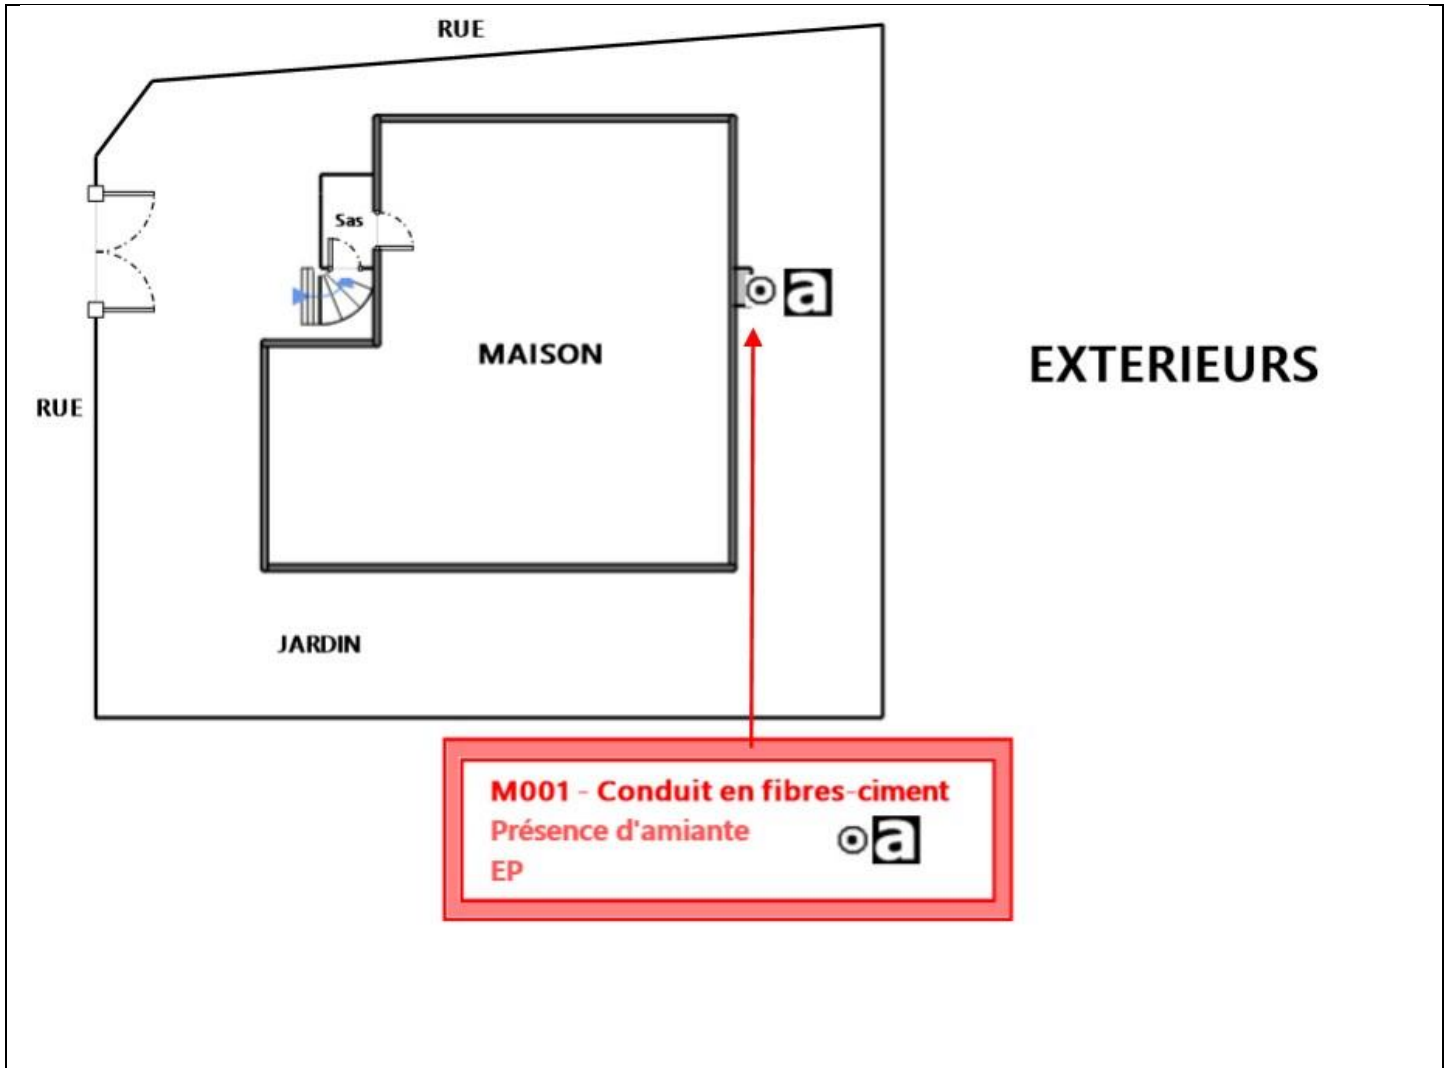 RUE
Sas
a
MAISON
EXTERIEURS
RUE
JARDIN
M001 - Conduit en fibres-ciment
Présence d'amiante
a
EP